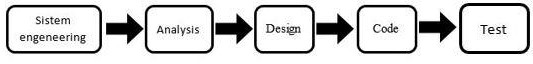 Sistem
engeneering
Analysis
Design
Code
Test